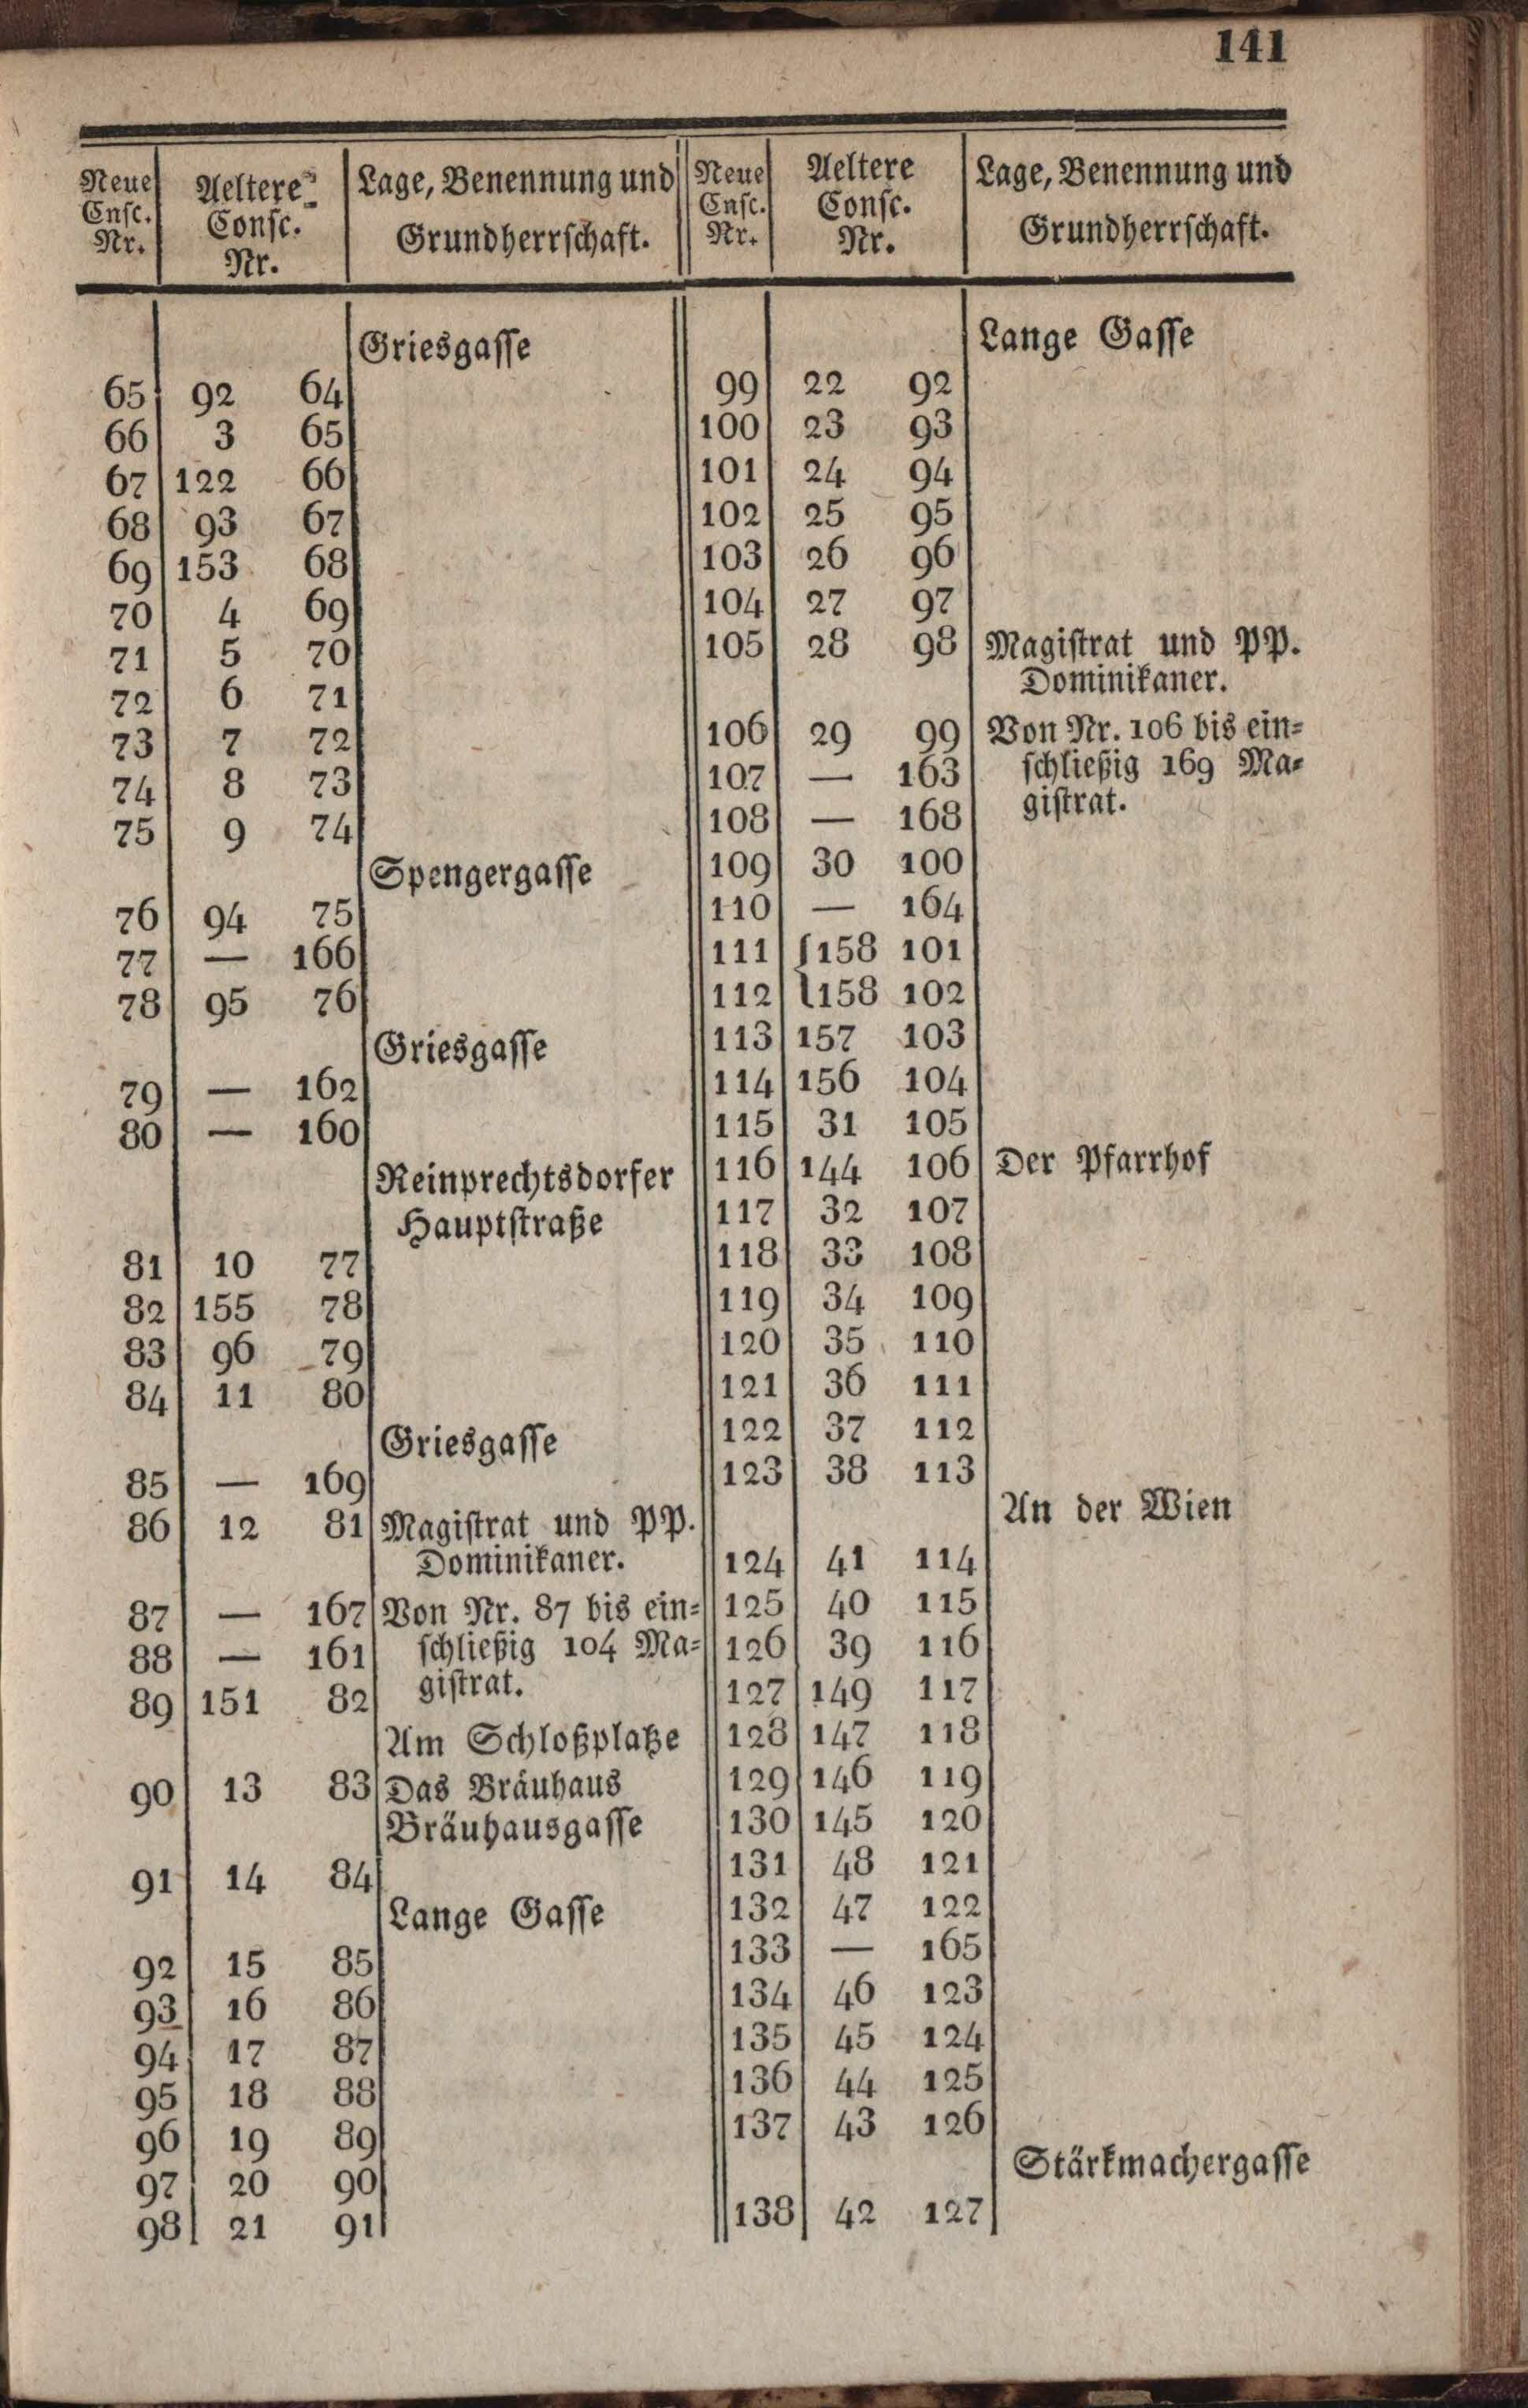 141
Neue Cnsc. Nr. | Aeltere Consc. Nr. | Lage, Benennung und Grundherrschaft.
Griesgasse
65 92 64
66 3 65
67 122 66
68 93 67
69 153 68
70 4 69
71 5 70
72 6 71
73 7 72
74 8 73
75 9 74
Spengergasse
76 94 75
77 — 166
78 95 76
Griesgasse
79 — 162
80 — 160
Reinprechtsdorfer
Hauptstraße
81 10 77
82 155 78
83 96 79
84 11 80
Griesgasse
85 — 169
86 12 81 Magistrat und PP.
Dominikaner.
87 — 167 Von Nr. 87 bis ein=
88 — 161 schließig 104 Ma=
89 151 82 gistrat.
Am Schloßplatze
90 13 83 Das Bräuhaus
Bräuhausgasse
91 14 84
Lange Gasse
92 15 85
93 16 86
94 17 87
95 18 88
96 19 89
97 20 90
98 21 91
Neue Cnsc. Nr. | Aeltere Consc. Nr. | Lage, Benennung und Grundherrschaft.
Lange Gasse
99 22 92
100 23 93
101 24 94
102 25 95
103 26 96
104 27 97
105 28 98 Magistrat und PP.
Dominikaner.
106 29 99 Von Nr. 106 bis ein=
107 — 163 schließig 169 Ma=
108 — 168 gistrat.
109 30 100
110 — 164
111 {158 101
112 {158 102
113 157 103
114 156 104
115 31 105
116 144 106 Der Pfarrhof
117 32 107
118 33 108
119 34 109
120 35 110
121 36 111
122 37 112
123 38 113
An der Wien
124 41 114
125 40 115
126 39 116
127 149 117
128 147 118
129 146 119
130 145 120
131 48 121
132 47 122
133 — 165
134 46 123
135 45 124
136 44 125
137 43 126
Stärkmachergasse
138 42 127